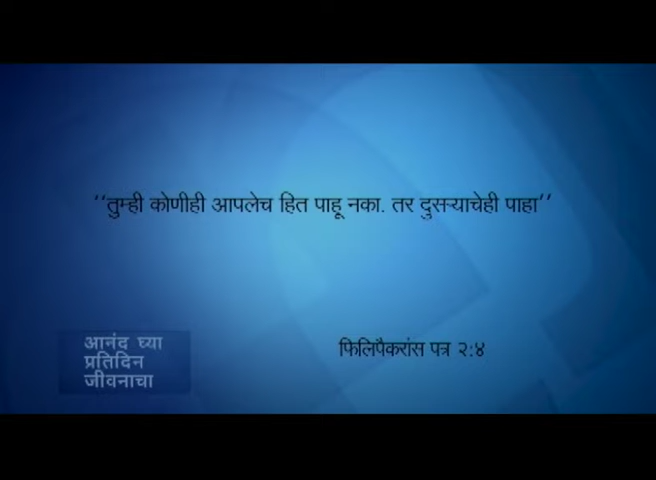 ‘‘तुम्ही कोणीही आपलेच हित पाहू नका. तर दुसऱ्याचेही पाहा’’
फिलिपैकरांस पत्र २:४
आनंद घ्या
प्रतिदिन
जीवनाचा